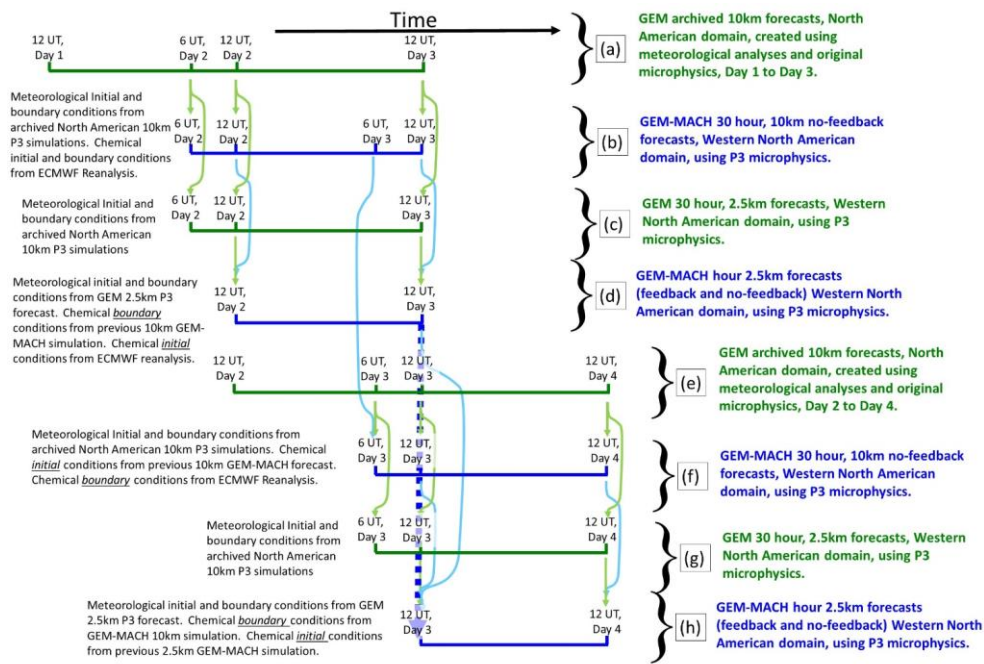 Time
12 UT,
Day 1
6 UT,
Day 2
12 UT,
Day 2
12 UT,
Day 3
(a)
GEM archived 10km forecasts, North
American domain, created using
meteorological analyses and original
microphysics, Day 1 to Day 3.
Meteorological Initial and
boundary conditions from
archived North American 10km
P3 simulations. Chemical
initial and boundary conditions
from ECMWF Reanalysis.
6 UT,
Day 2
12 UT,
Day 2
6 UT,
Day 3
12 UT,
Day 3
(b)
GEM-MACH 30 hour, 10km no-feedback
forecasts, Western North American
domain, using P3 microphysics.
Meteorological Initial and
boundary conditions from
archived North American
10km P3 simulations
6 UT,
Day 2
12 UT,
Day 2
12 UT,
Day 3
(c)
GEM 30 hour, 2.5km forecasts, Western
North American domain, using P3
microphysics.
Meteorological initial and boundary
conditions from GEM 2.5km P3
forecast. Chemical boundary
conditions from previous 10km GEM-
MACH simulation. Chemical initial
conditions from ECMWF reanalysis.
12 UT,
Day 2
12 UT,
Day 3
(d)
GEM-MACH hour 2.5km forecasts
(feedback and no-feedback) Western North
American domain, using P3 microphysics.
12 UT,
Day 2
6 UT,
Day 3
12 UT,
Day 3
12 UT,
Day 4
(e)
GEM archived 10km forecasts, North
American domain, created using
meteorological analyses and original
microphysics, Day 2 to Day 4.
Meteorological Initial and boundary conditions from
archived North American 10km P3 simulations. Chemical
initial conditions from previous 10km GEM-MACH forecast.
Chemical boundary conditions from ECMWF Reanalysis.
6 UT,
Day 3
12 UT,
Day 3
12 UT,
Day 4
(f)
GEM-MACH 30 hour, 10km no-feedback
forecasts, Western North American
domain, using P3 microphysics.
Meteorological Initial and
boundary conditions from
archived North American
10km P3 simulations
6 UT,
Day 3
12 UT,
Day 3
12 UT,
Day 4
(g)
GEM 30 hour, 2.5km forecasts, Western
North American domain, using P3
microphysics.
Meteorological initial and boundary conditions from GEM
2.5km P3 forecast. Chemical boundary conditions from
GEM-MACH 10km simulation. Chemical initial conditions
from previous 2.5km GEM-MACH simulation.
12 UT,
Day 3
12 UT,
Day 4
(h)
GEM-MACH hour 2.5km forecasts
(feedback and no-feedback) Western North
American domain, using P3 microphysics.